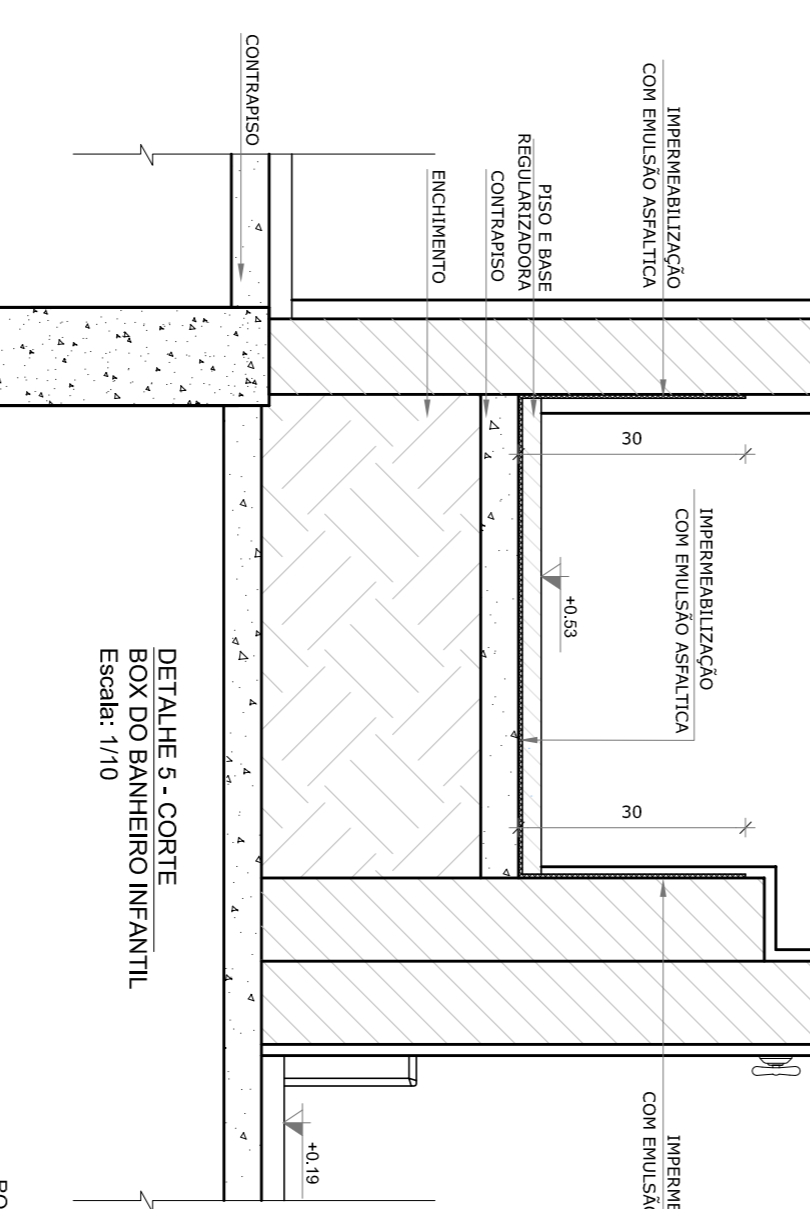 IMPERMEABILIZAÇÃO
COM EMULSÃO ASFALTICA
PISO E BASE
REGULARIZADORA
CONTRAPISO
ENCHIMENTO
CONTRAPISO
30
IMPERMEABILIZAÇÃO
COM EMULSÃO ASFALTICA
+0.53
30
IMPERME
COM EMULSÃO
+0.19
DETALHE 5 - CORTE
BOX DO BANHEIRO INFANTIL
Escala: 1/10